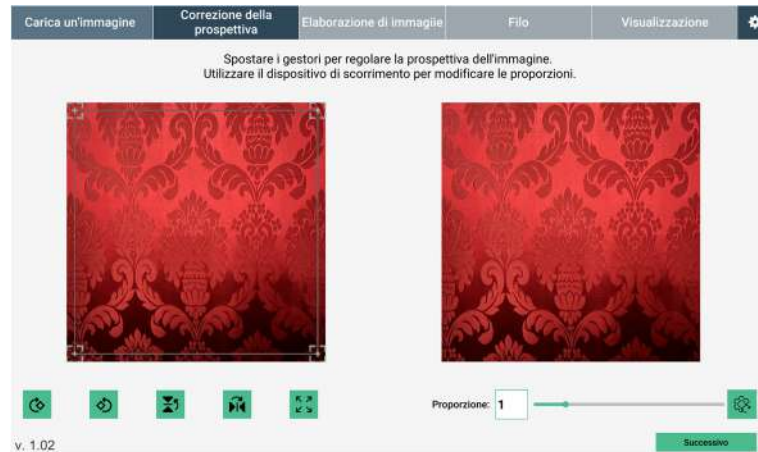 Carica un'immagine
Correzione della
prospettiva
Elaborazione di immagiie
Filo
Visualizzazione
Spostare i gestori per regolare la prospettiva dell'immagine.
Utilizzare il dispositivo di scorrimento per modificare le proporzioni.
Proporzione: 1
v. 1.02
Successivo